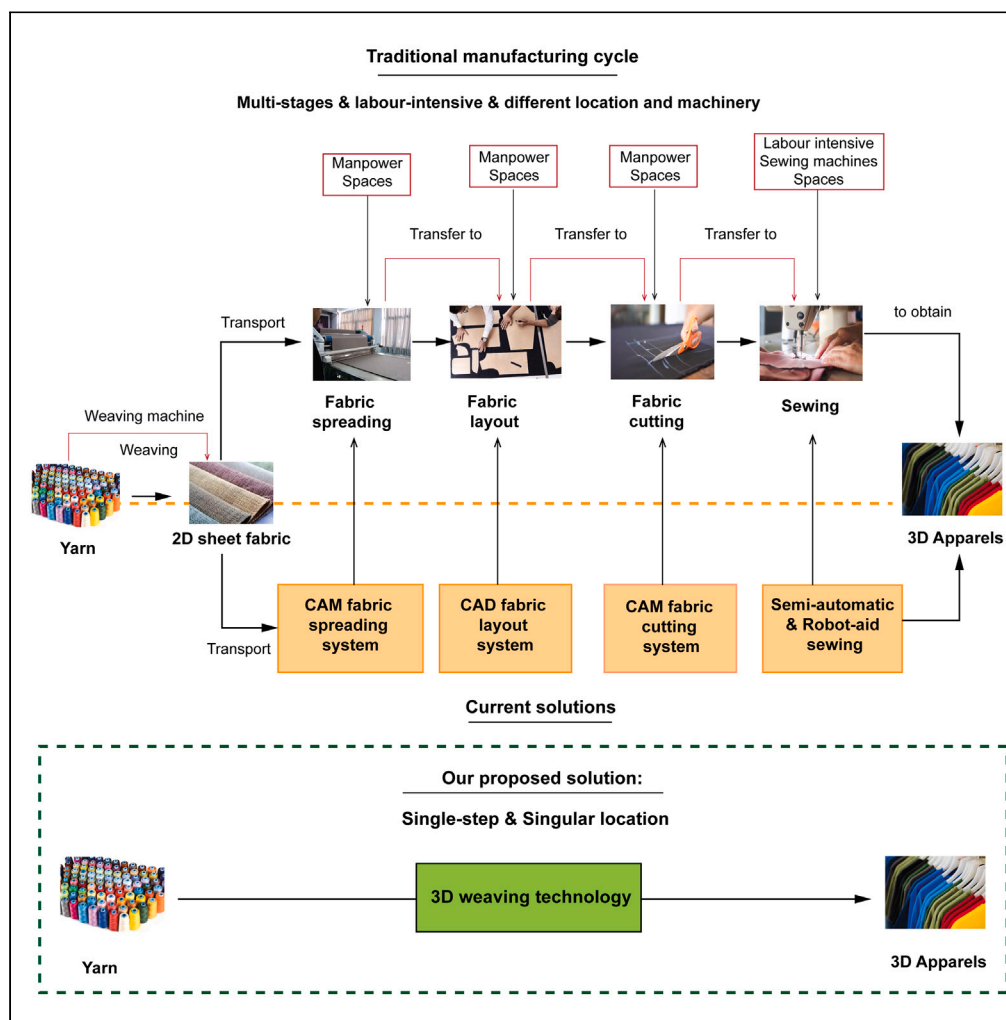 Traditional manufacturing cycle
Multi-stages & labour-intensive & different location and machinery
Manpower
Spaces
Manpower
Spaces
Manpower
Spaces
Labour intensive
Sewing machines
Spaces
Transfer to
Transfer to
Transfer to
Transport
to obtain
Fabric
spreading
Fabric
layout
Fabric
cutting
Sewing
Weaving machine
Weaving
Yarn
2D sheet fabric
3D Apparels
Transport
CAM fabric
spreading
system
CAD fabric
layout
system
CAM fabric
cutting
system
Semi-automatic
& Robot-aid
sewing
Current solutions
Our proposed solution:
Single-step & Singular location
3D weaving technology
Yarn
3D Apparels